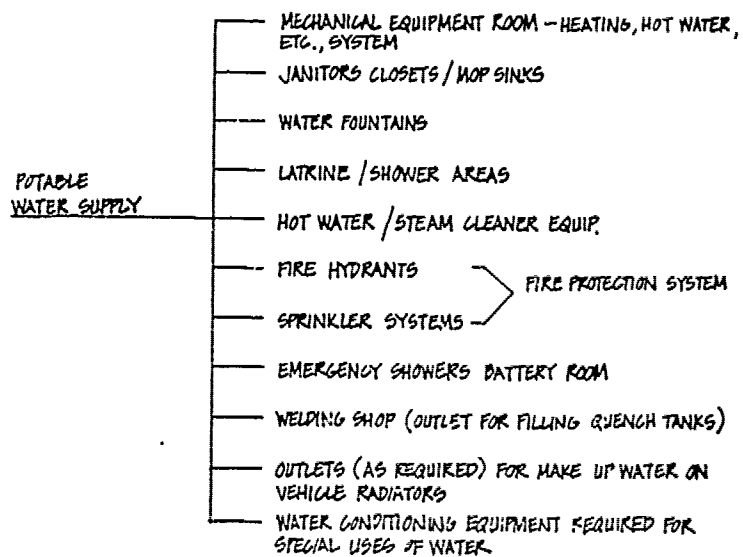 MECHANICAL EQUIPMENT ROOM - HEATING, HOT WATER,
ETC., SYSTEM
JANITORS CLOSETS / MOP SINKS
WATER FOUNTAINS
LATRINE / SHOWER AREAS
POTABLE
WATER SUPPLY
HOT WATER / STEAM CLEANER EQUIP.
FIRE HYDRANTS
FIRE PROTECTION SYSTEM
SPRINKLER SYSTEMS
EMERGENCY SHOWERS BATTERY ROOM
WELDING SHOP (OUTLET FOR FILLING QUENCH TANKS)
OUTLETS (AS REQUIRED) FOR MAKE UP WATER ON
VEHICLE RADIATORS
WATER CONDITIONING EQUIPMENT REQUIRED FOR
SPECIAL USES OF WATER